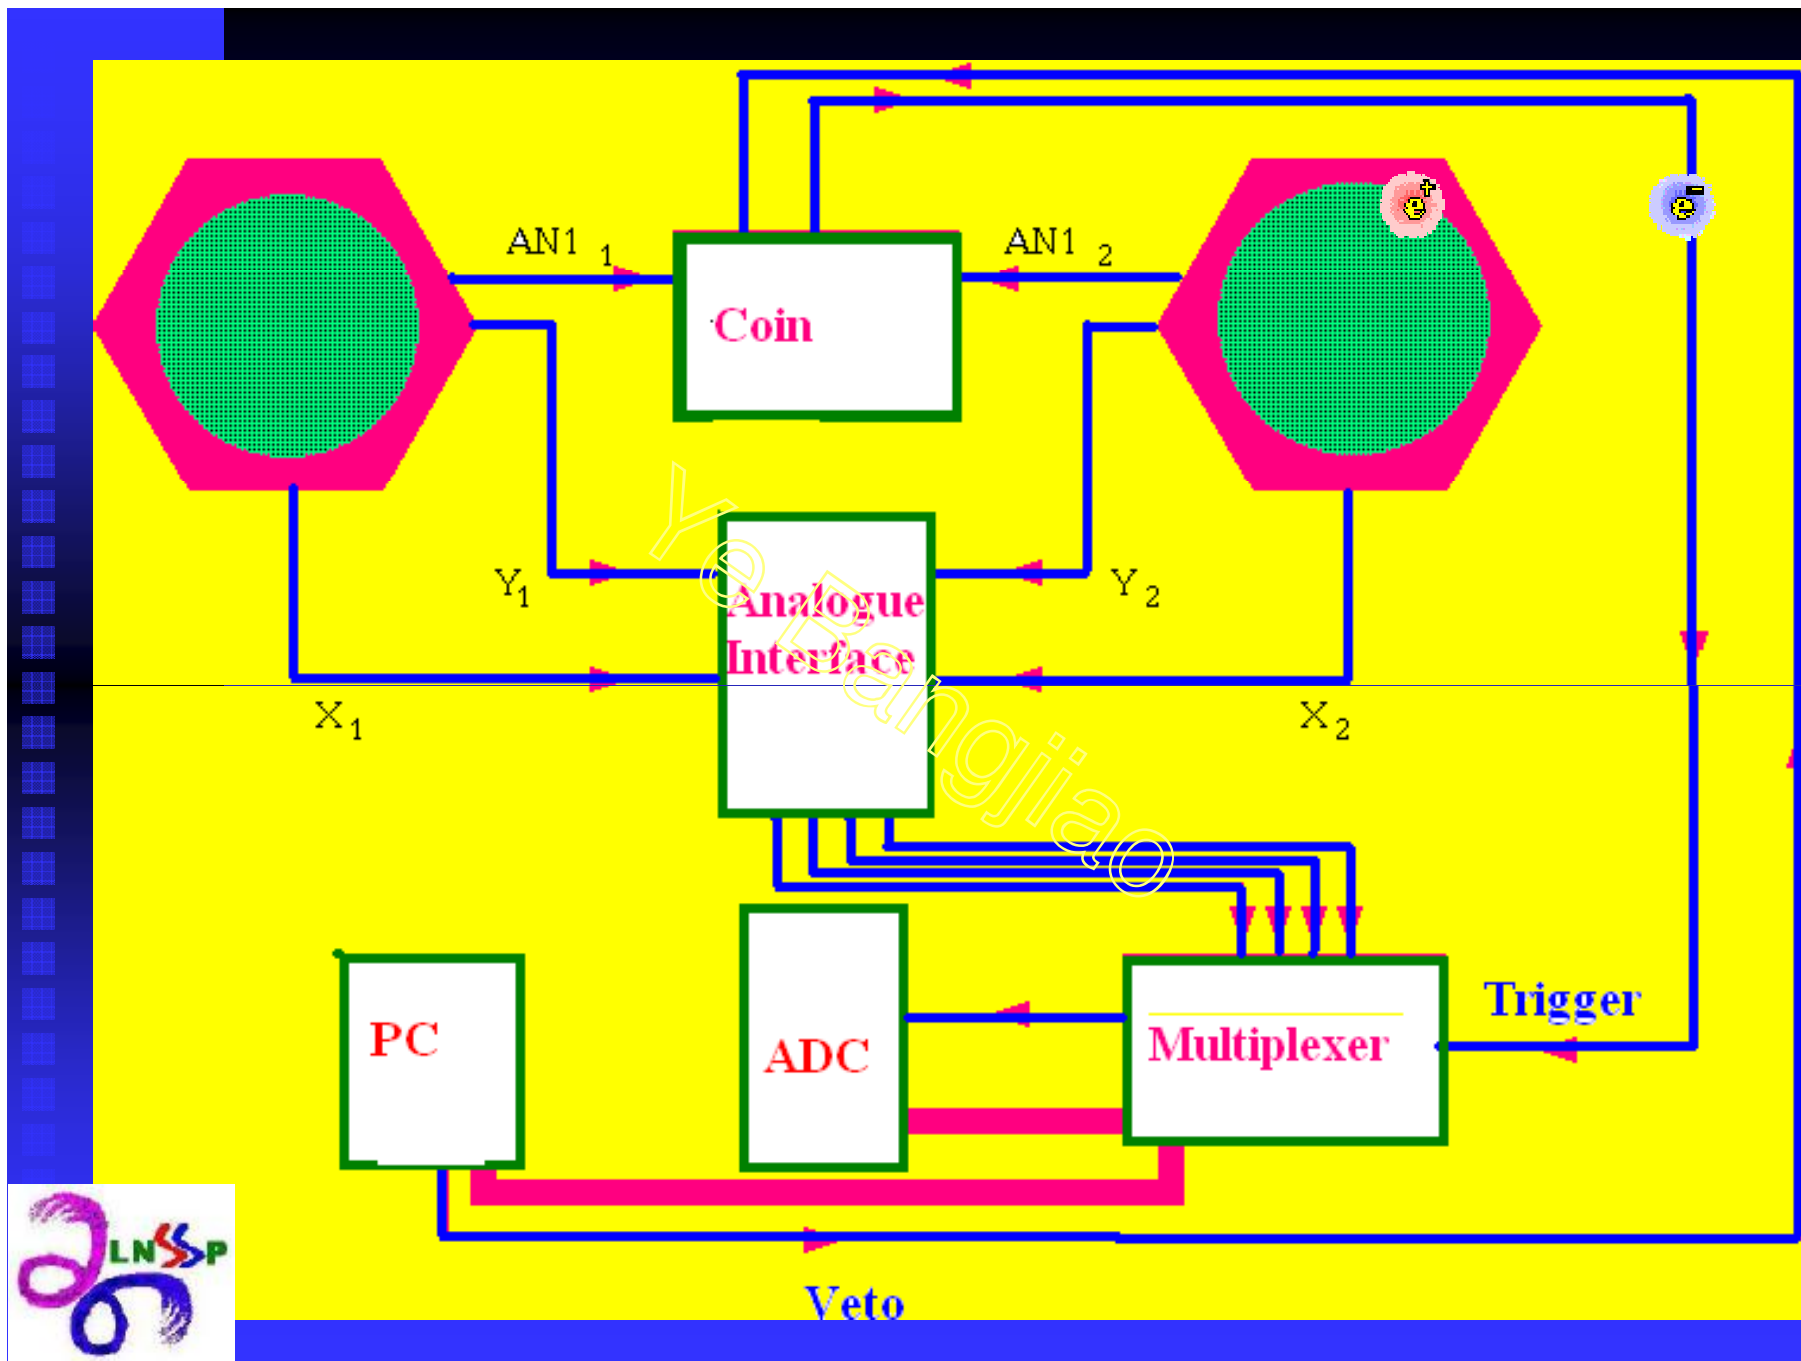 AN1 1
AN1 2
Coin
Y1
Y2
Analogue
Interface
X1
X2
Ye Bangjiao
Trigger
PC
ADC
Multiplexer
LNSSP
Veto